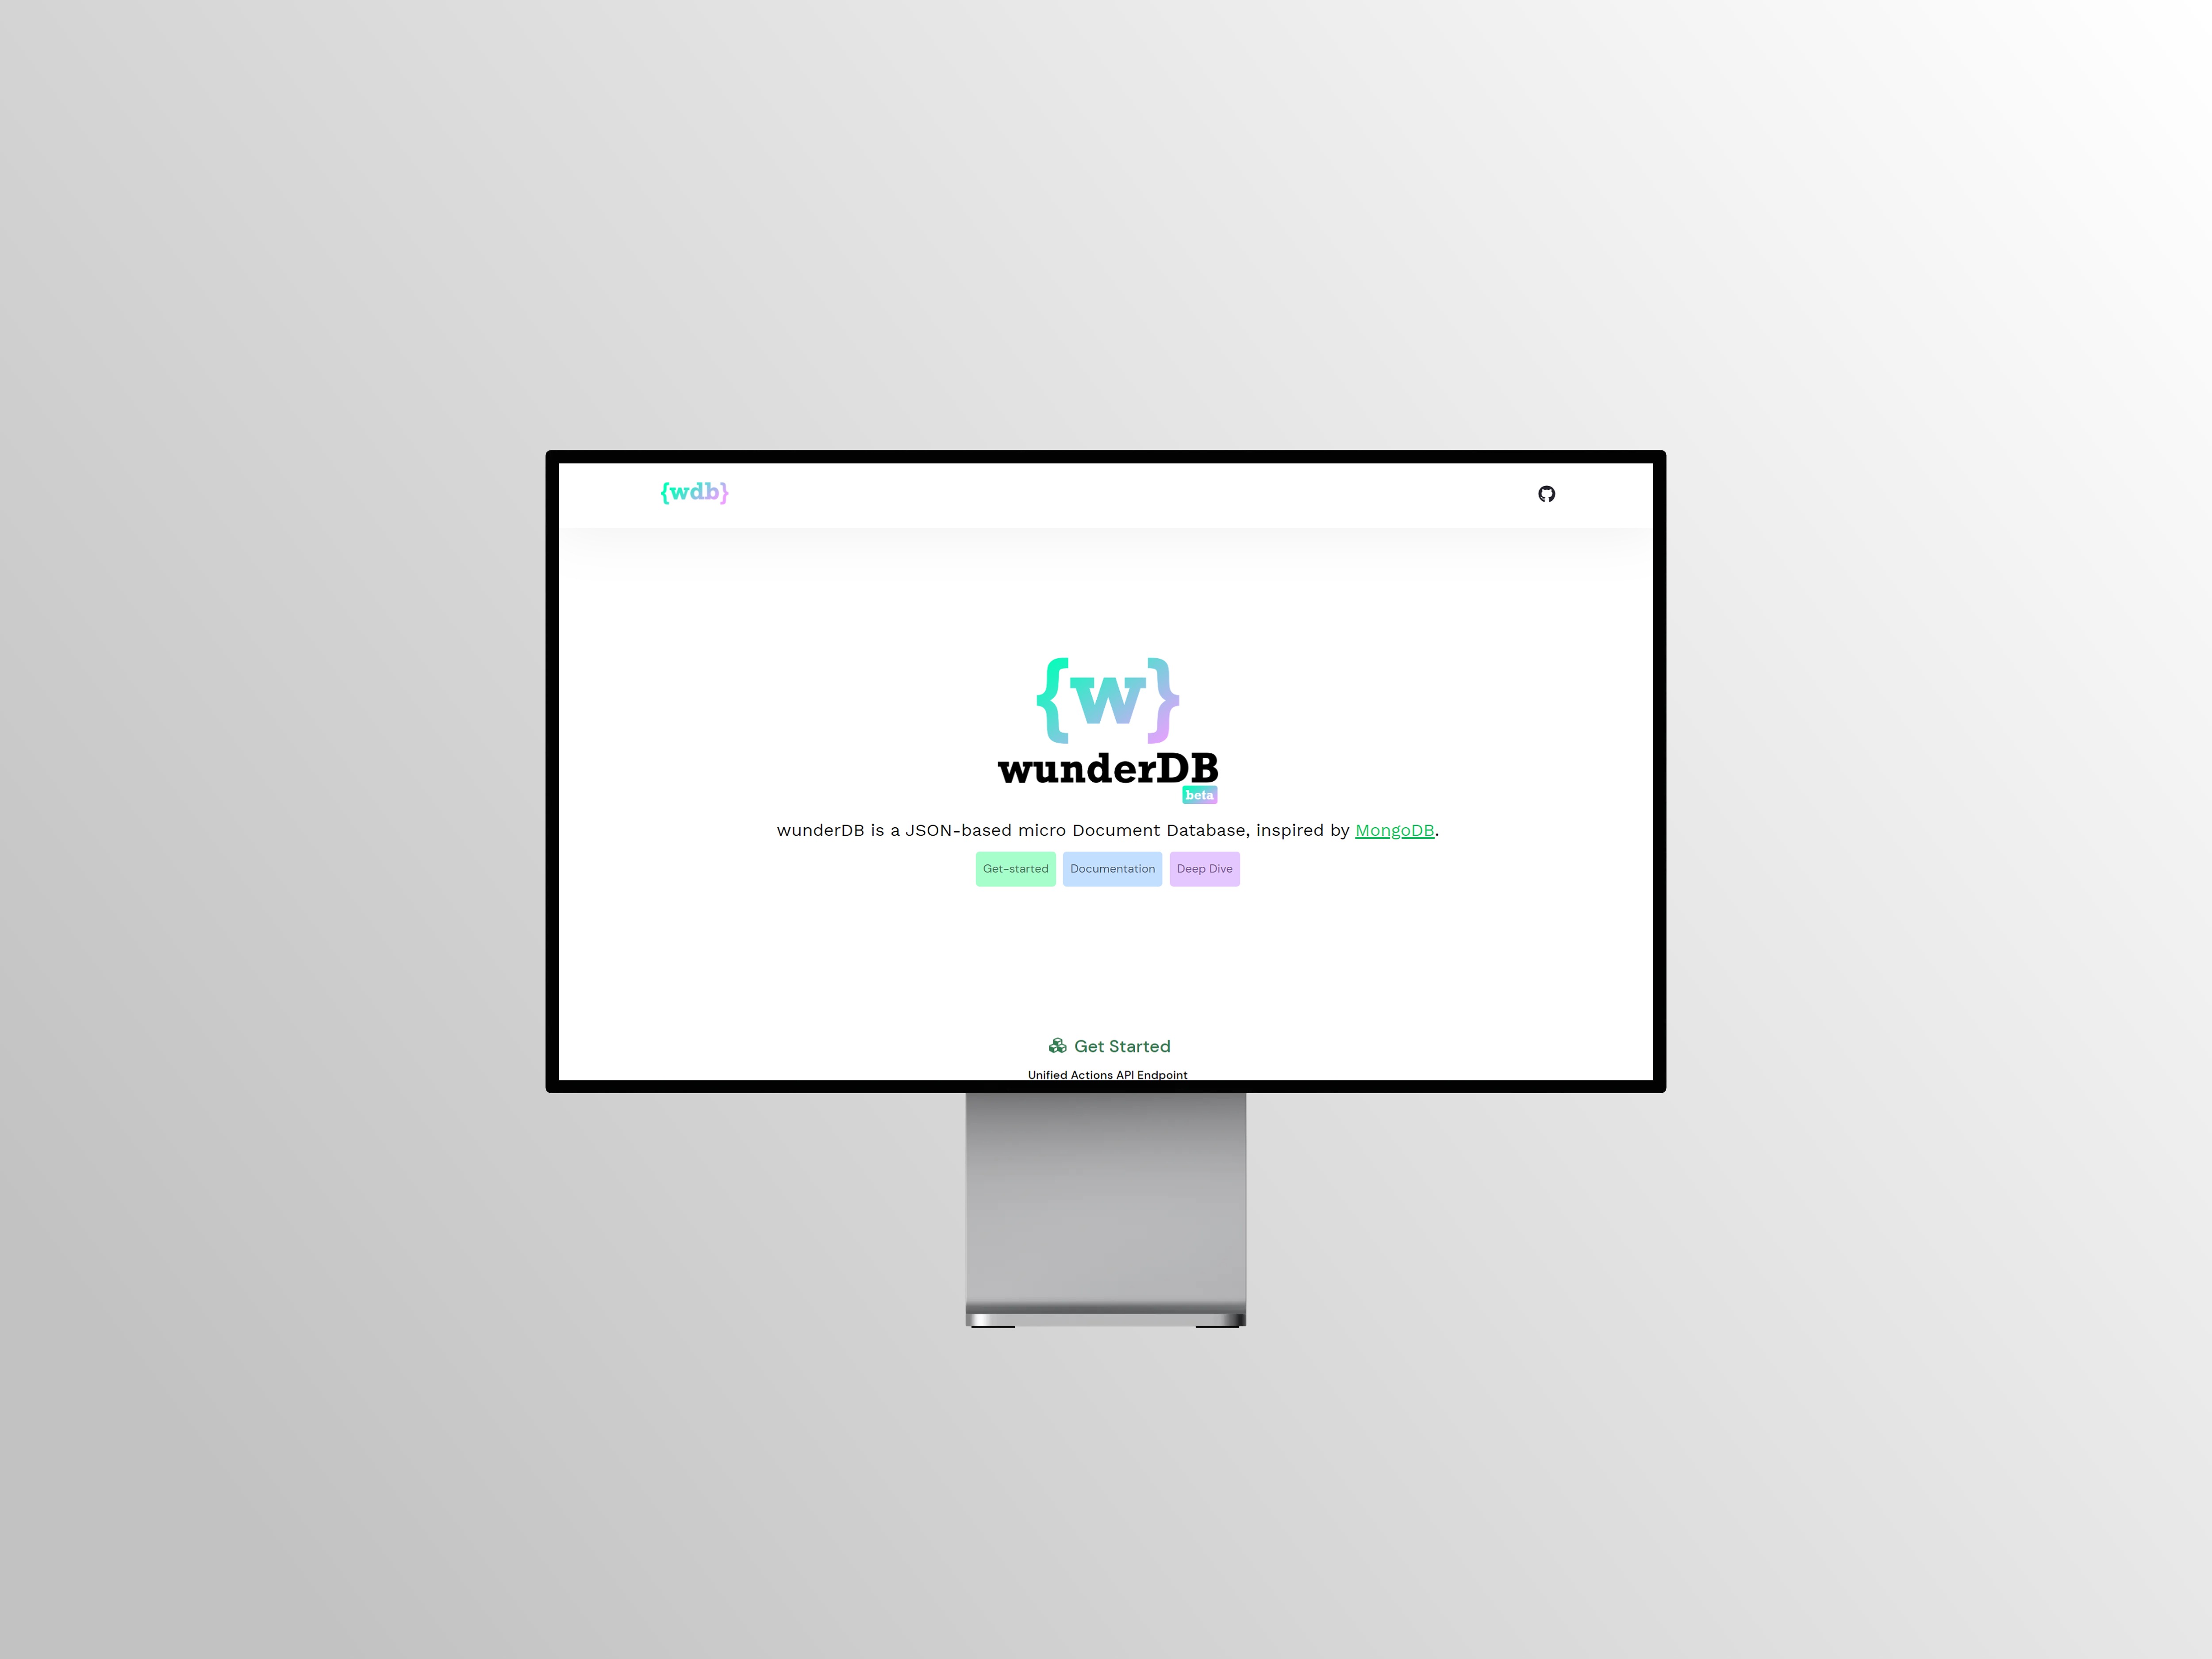 {wdb}
{w}
wunderDB
beta
wunderDB is a JSON-based micro Document Database, inspired by MongoDB.
Get-started Documentation Deep Dive
Get Started
Unified Actions API Endpoint